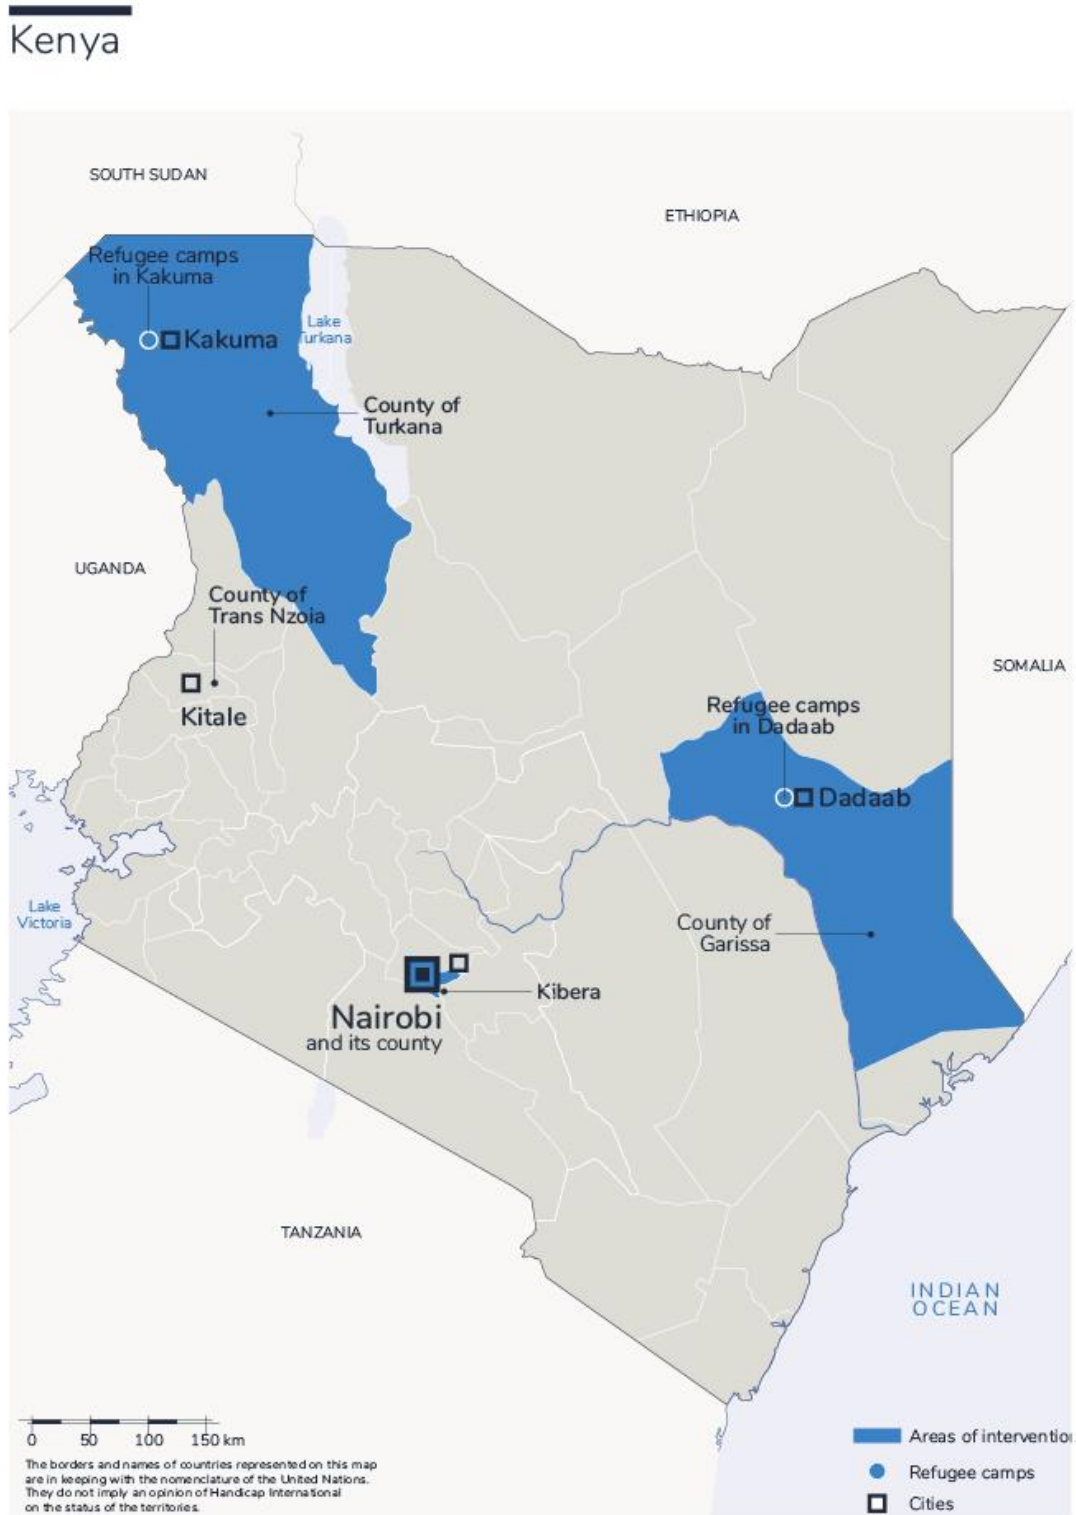 Kenya
SOUTH SUDAN
ETHIOPIA
Refugee camps
in Kakuma
Lake
Turkana
Kakuma
County of
Turkana
UGANDA
County of
Trans Nzoia
SOMALIA
Kitale
Refugee camps
in Dadaab
Dadaab
Lake
Victoria
County of
Garissa
Kibera
Nairobi
and its county
TANZANIA
INDIAN
OCEAN
0 50 100 150 km
The borders and names of countries represented on this map
are in keeping with the nomenclature of the United Nations.
They do not imply an opinion of Handicap International
on the status of the territories.
Areas of interventio
Refugee camps
Cities